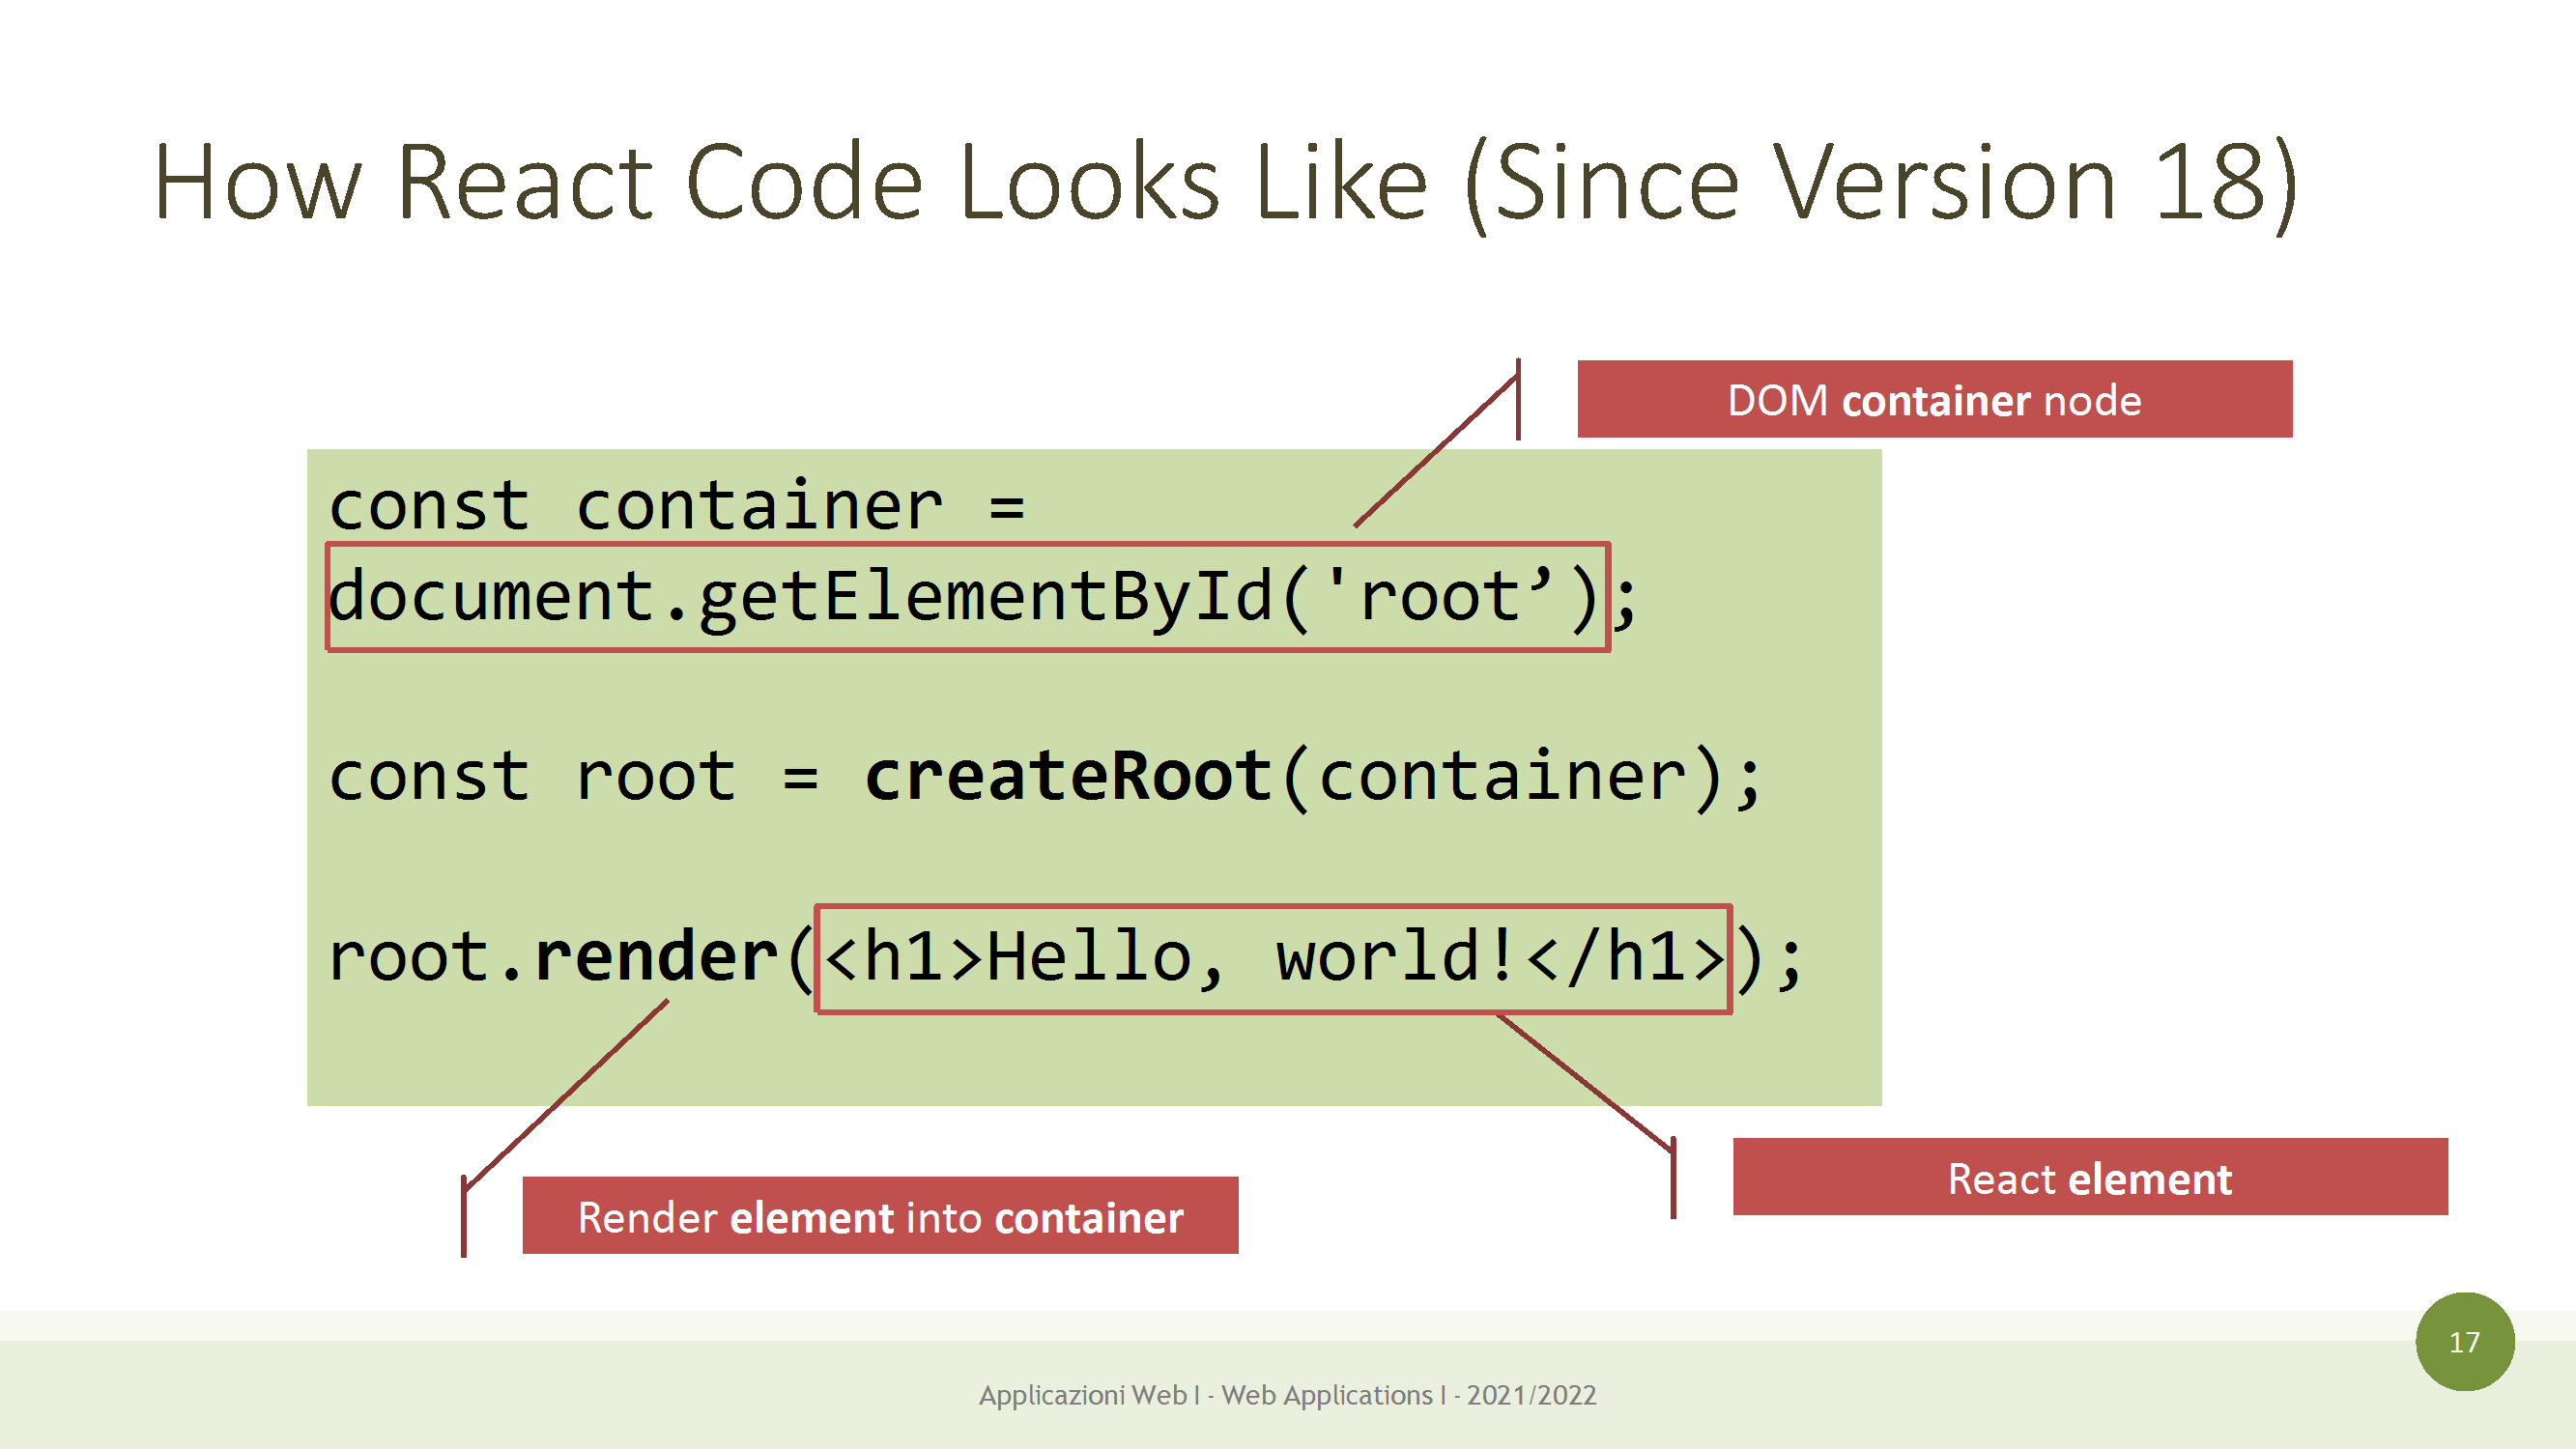 How React Code Looks Like (Since Version 18)
DOM container node
const container =
document.getElementById('root’);
const root = createRoot(container);
root.render(<h1>Hello, world!</h1>);
React element
Render element into container
17
Applicazioni Web I - Web Applications I - 2021/2022